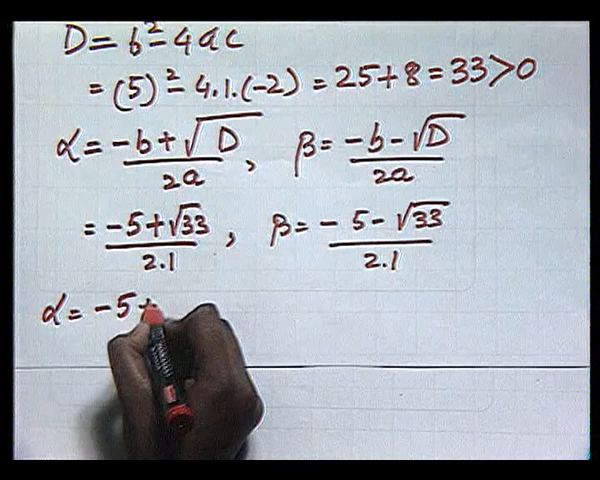 D = b² - 4ac
= (5)² - 4.1.(-2) = 25 + 8 = 33 > 0
α = -b + √D / 2a , β = -b - √D / 2a
= -5 + √33 / 2.1 , β = -5 - √33 / 2.1
α = -5 +